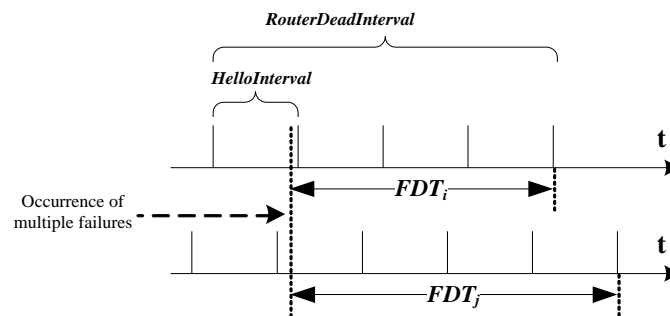 RouterDeadInterval
HelloInterval
t
FDTi
Occurrence of
multiple failures
t
FDTj